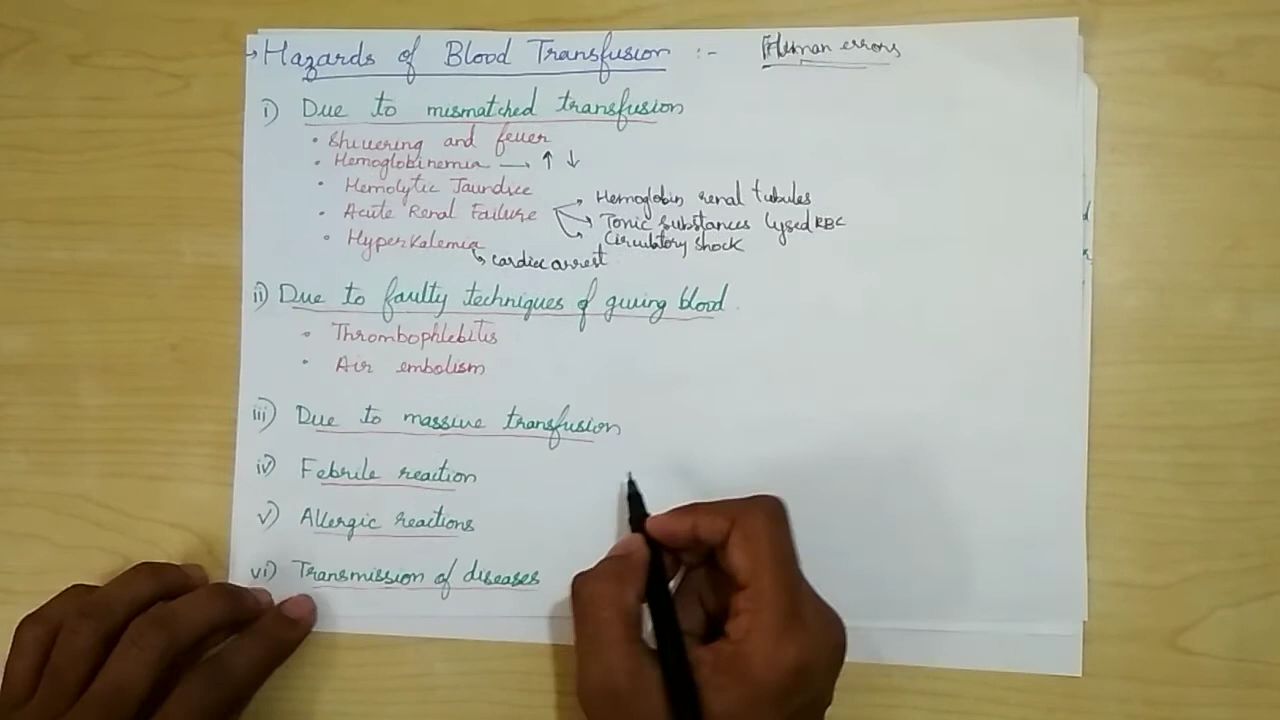 → Hazards of Blood Transfusion :- Human errors
i) Due to mismatched transfusion
• Shivering and fever
• Hemoglobinemia → ↑ ↓
• Hemolytic Jaundice
• Acute Renal Failure
→ Hemoglobin renal tubules
→ Toxic Substances lysed RBC
→ Circulatory shock
• Hyperkalemia
↳ cardiac arrest
ii) Due to faulty techniques of giving blood
• Thrombophlebitis
• Air embolism
iii) Due to massive transfusion
iv) Febrile reaction
v) Allergic reactions
vi) Transmission of diseases